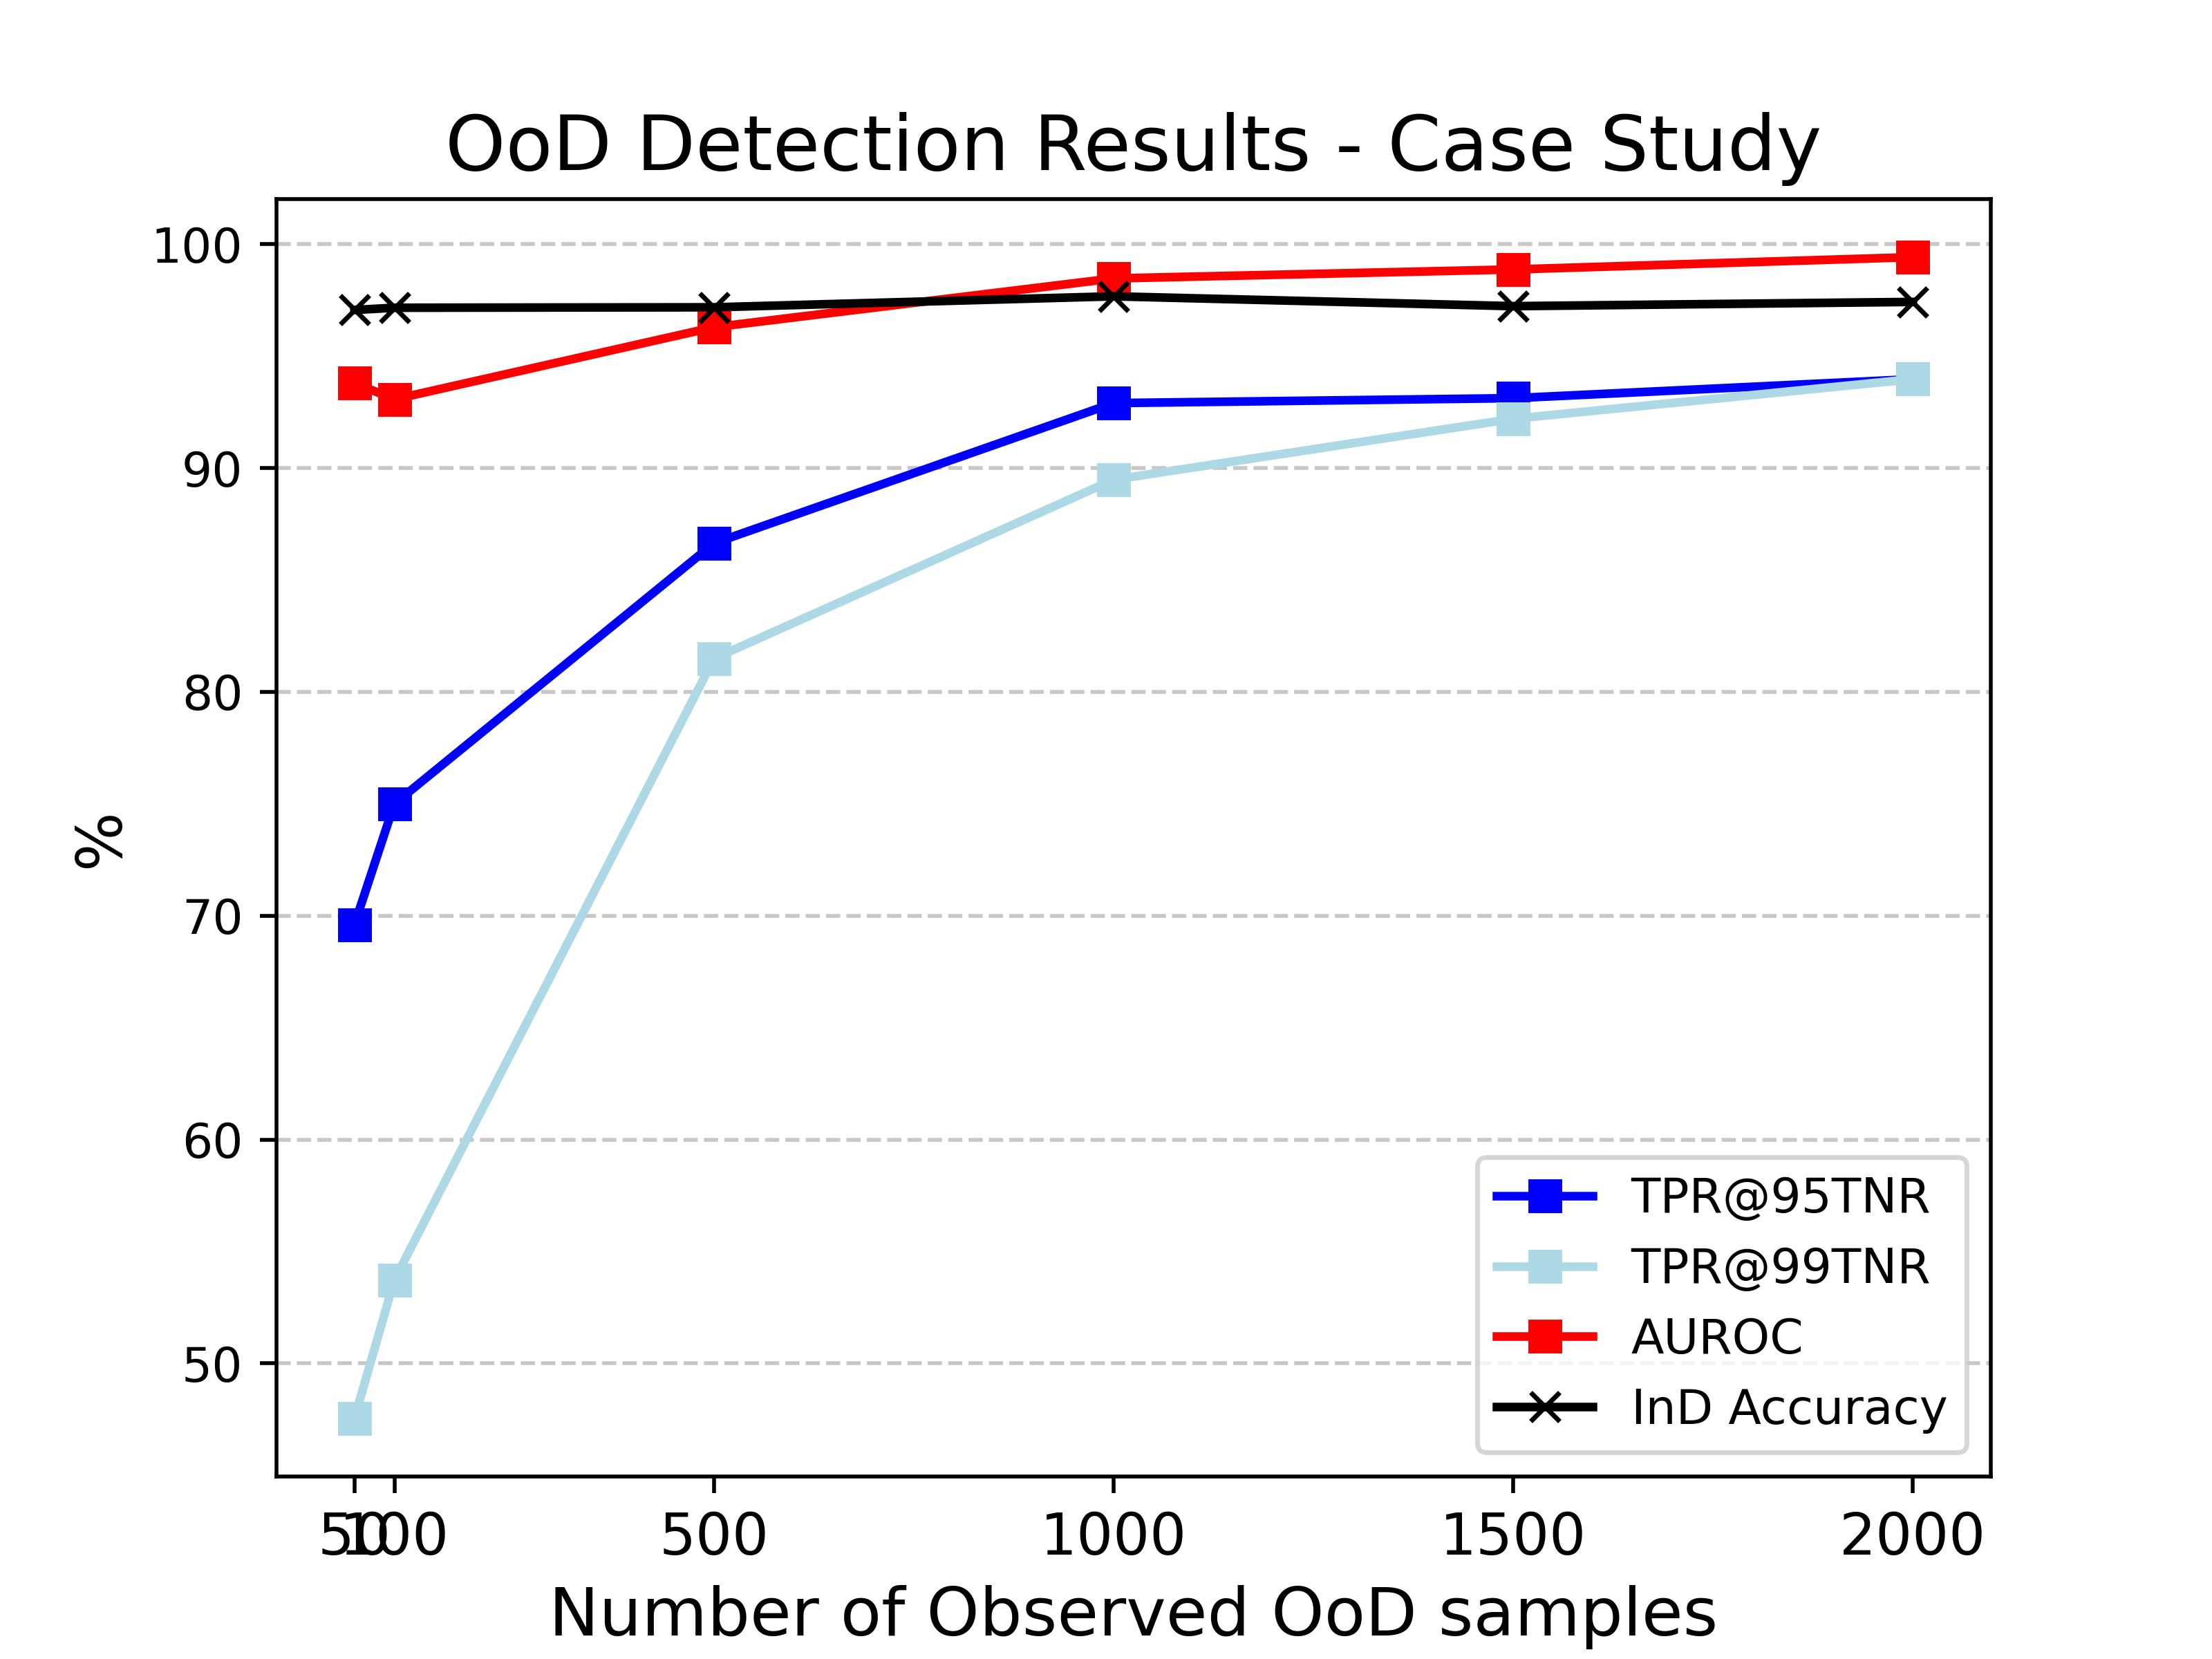 OoD Detection Results - Case Study
100
90
80
70
60
50
%
TPR@95TNR
TPR@99TNR
AUROC
InD Accuracy
50 100 500 1000 1500 2000
Number of Observed OoD samples